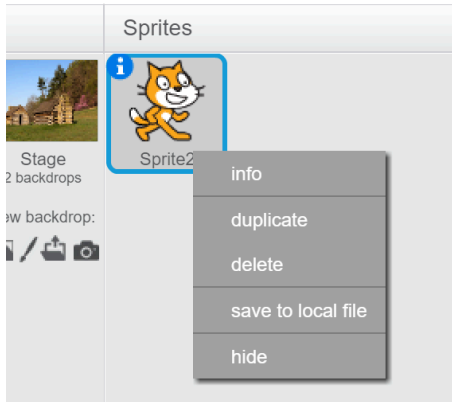 Sprites
Stage
2 backdrops
ew backdrop:
Sprite2
info
duplicate
delete
save to local file
hide